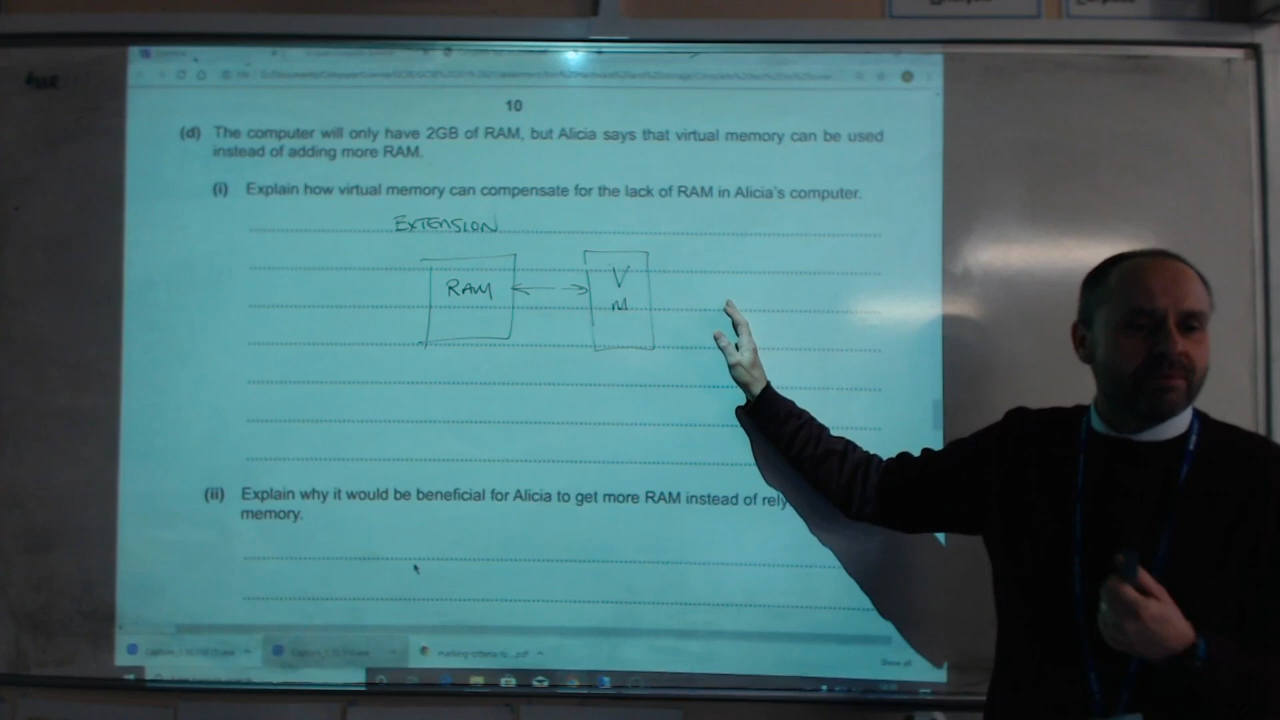 10
(d) The computer will only have 2GB of RAM, but Alicia says that virtual memory can be used
instead of adding more RAM.
(i) Explain how virtual memory can compensate for the lack of RAM in Alicia's computer.
EXTENSION
RAM
V
M
(ii) Explain why it would be beneficial for Alicia to get more RAM instead of rely
memory.
Show all